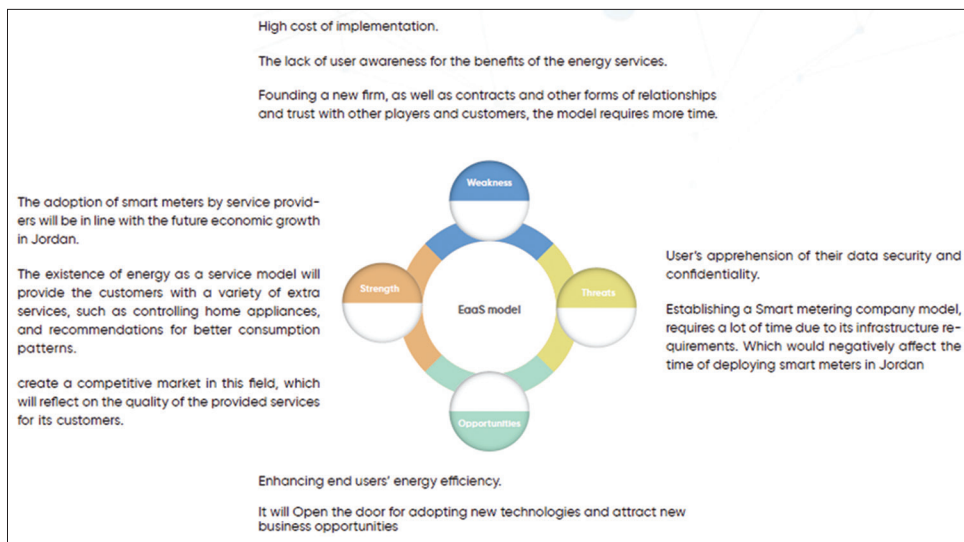 High cost of implementation.
The lack of user awareness for the benefits of the energy services.
Founding a new firm, as well as contracts and other forms of relationships
and trust with other players and customers, the model requires more time.
Weakness
The adoption of smart meters by service provid-
ers will be in line with the future economic growth
in Jordan.
The existence of energy as a service model will
provide the customers with a variety of extra
services, such as controlling home appliances,
and recommendations for better consumption
patterns.
create a competitive market in this field, which
will reflect on the quality of the provided services
for its customers.
Strength
EaaS model
Threats
User's apprehension of their data security and
confidentiality.
Establishing a Smart metering company model,
requires a lot of time due to its infrastructure re-
quirements. Which would negatively affect the
time of deploying smart meters in Jordan
Opportunities
Enhancing end users' energy efficiency.
It will Open the door for adopting new technologies and attract new
business opportunities